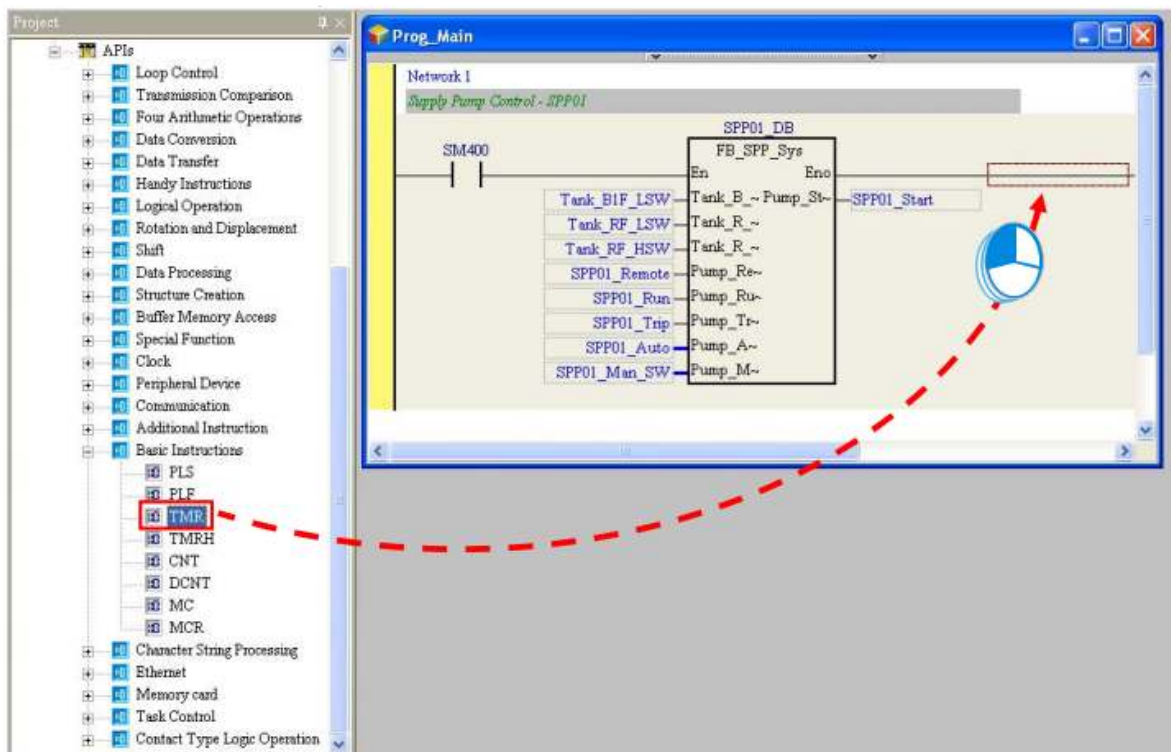 Project
APIs
Loop Control
Transmission Comparison
Four Arithmetic Operations
Data Conversion
Data Transfer
Handy Instructions
Logical Operation
Rotation and Displacement
Shift
Data Processing
Structure Creation
Buffer Memory Access
Special Function
Clock
Peripheral Device
Communication
Additional Instruction
Basic Instructions
PLS
PLF
TMR
TMRH
CNT
DCNT
MC
MCR
Character String Processing
Ethernet
Memory card
Task Control
Contact Type Logic Operation
Prog_Main
Network 1
Supply Pump Control - SPP01
SPP01_DB
SM400
FB_SPP_Sys
En Eno
Tank_B1F_LSW Tank_B_~ Pump_St~ SPP01_Start
Tank_RF_LSW Tank_R_~
Tank_RF_HSW Tank_R_~
SPP01_Remote Pump_Re~
SPP01_Run Pump_Ru~
SPP01_Trip Pump_Tr~
SPP01_Auto Pump_A~
SPP01_Man_SW Pump_M~